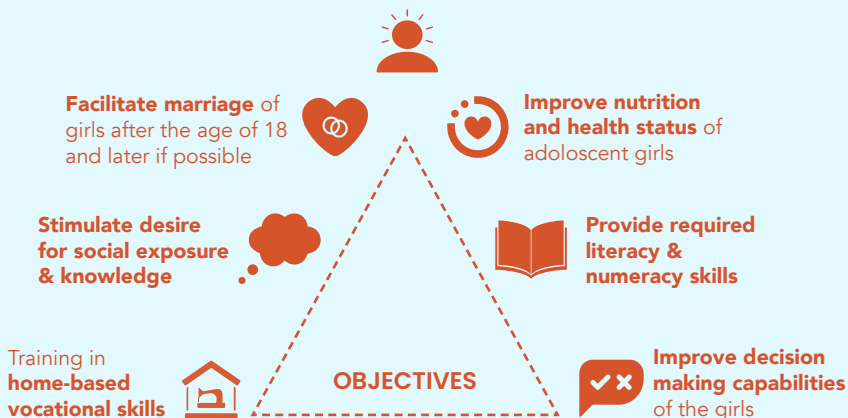 Facilitate marriage of
girls after the age of 18
and later if possible
Improve nutrition
and health status of
adoloscent girls
Stimulate desire
for social exposure
& knowledge
Provide required
literacy &
numeracy skills
Training in
home-based
vocational skills
OBJECTIVES
Improve decision
making capabilities
of the girls